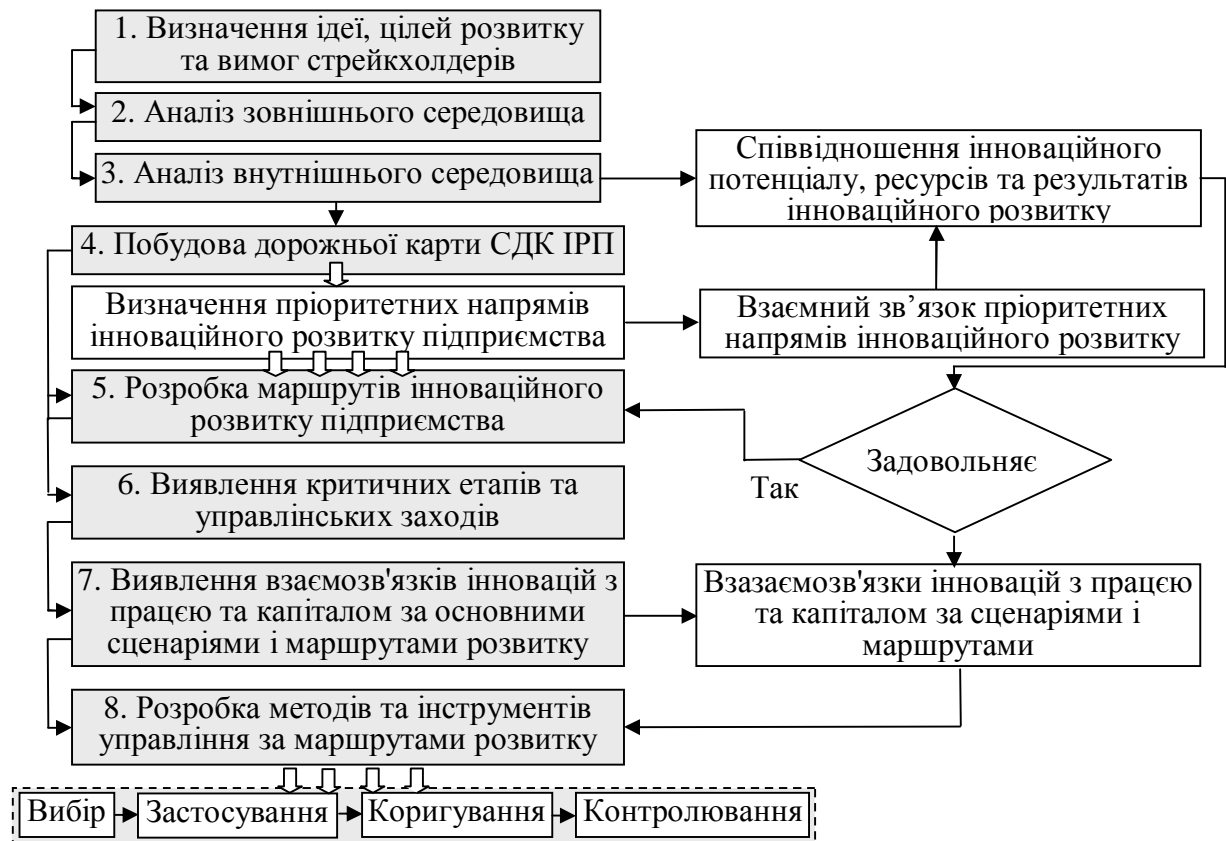 1. Визначення ідеї, цілей розвитку
та вимог стрейкхолдерів
2. Аналіз зовнішнього середовища
3. Аналіз внутнішнього середовища
Співвідношення інноваційного
потенціалу, ресурсів та результатів
інноваційного розвитку
4. Побудова дорожньої карти СДК ІРП
Визначення пріоритетних напрямів
інноваційного розвитку підприємства
Взаємний зв’язок пріоритетних
напрямів інноваційного розвитку
5. Розробка маршрутів інноваційного
розвитку підприємства
Задовольняє
Так
6. Виявлення критичних етапів та
управлінських заходів
7. Виявлення взаємозв'язків інновацій з
працею та капіталом за основними
сценаріями і маршрутами розвитку
Взазаємозв'язки інновацій з працею
та капіталом за сценаріями і
маршрутами
8. Розробка методів та інструментів
управління за маршрутами розвитку
Вибір
Застосування
Коригування
Контролювання